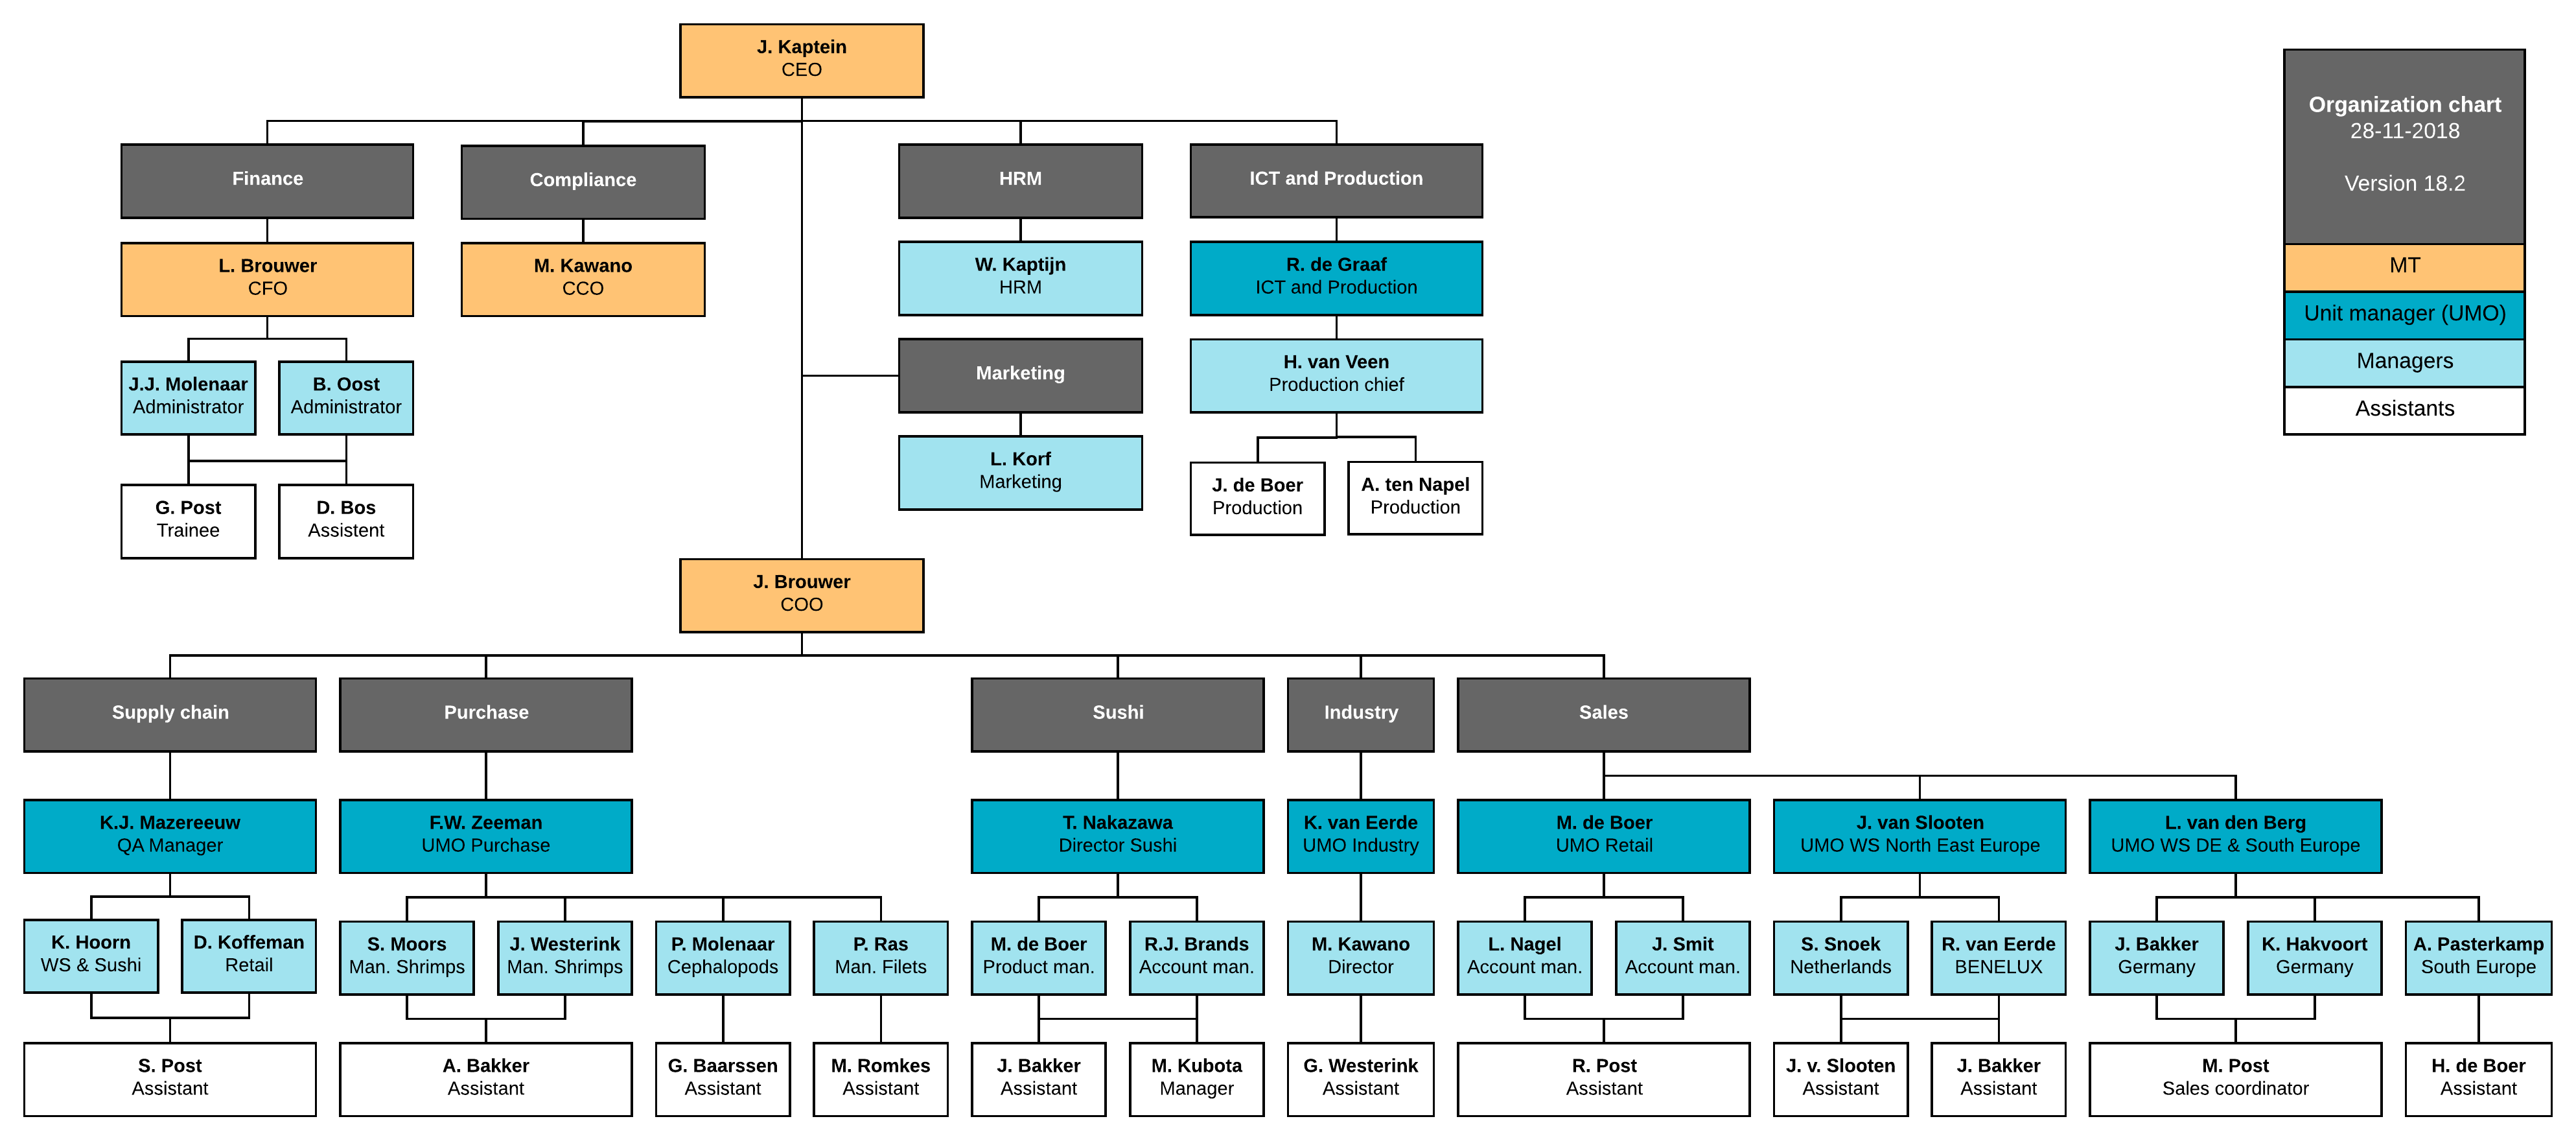 J. Kaptein
CEO
Organization chart
28-11-2018
Version 18.2
MT
Unit manager (UMO)
Managers
Assistants
Finance
Compliance
HRM
ICT and Production
L. Brouwer
CFO
M. Kawano
CCO
W. Kaptijn
HRM
R. de Graaf
ICT and Production
J.J. Molenaar
Administrator
B. Oost
Administrator
Marketing
H. van Veen
Production chief
L. Korf
Marketing
G. Post
Trainee
D. Bos
Assistent
J. de Boer
Production
A. ten Napel
Production
J. Brouwer
COO
Supply chain
Purchase
Sushi
Industry
Sales
K.J. Mazereeuw
QA Manager
F.W. Zeeman
UMO Purchase
T. Nakazawa
Director Sushi
K. van Eerde
UMO Industry
M. de Boer
UMO Retail
J. van Slooten
UMO WS North East Europe
L. van den Berg
UMO WS DE & South Europe
K. Hoorn
WS & Sushi
D. Koffeman
Retail
S. Moors
Man. Shrimps
J. Westerink
Man. Shrimps
P. Molenaar
Cephalopods
P. Ras
Man. Filets
M. de Boer
Product man.
R.J. Brands
Account man.
M. Kawano
Director
L. Nagel
Account man.
J. Smit
Account man.
S. Snoek
Netherlands
R. van Eerde
BENELUX
J. Bakker
Germany
K. Hakvoort
Germany
A. Pasterkamp
South Europe
S. Post
Assistant
A. Bakker
Assistant
G. Baarssen
Assistant
M. Romkes
Assistant
J. Bakker
Assistant
M. Kubota
Manager
G. Westerink
Assistant
R. Post
Assistant
J. v. Slooten
Assistant
J. Bakker
Assistant
M. Post
Sales coordinator
H. de Boer
Assistant